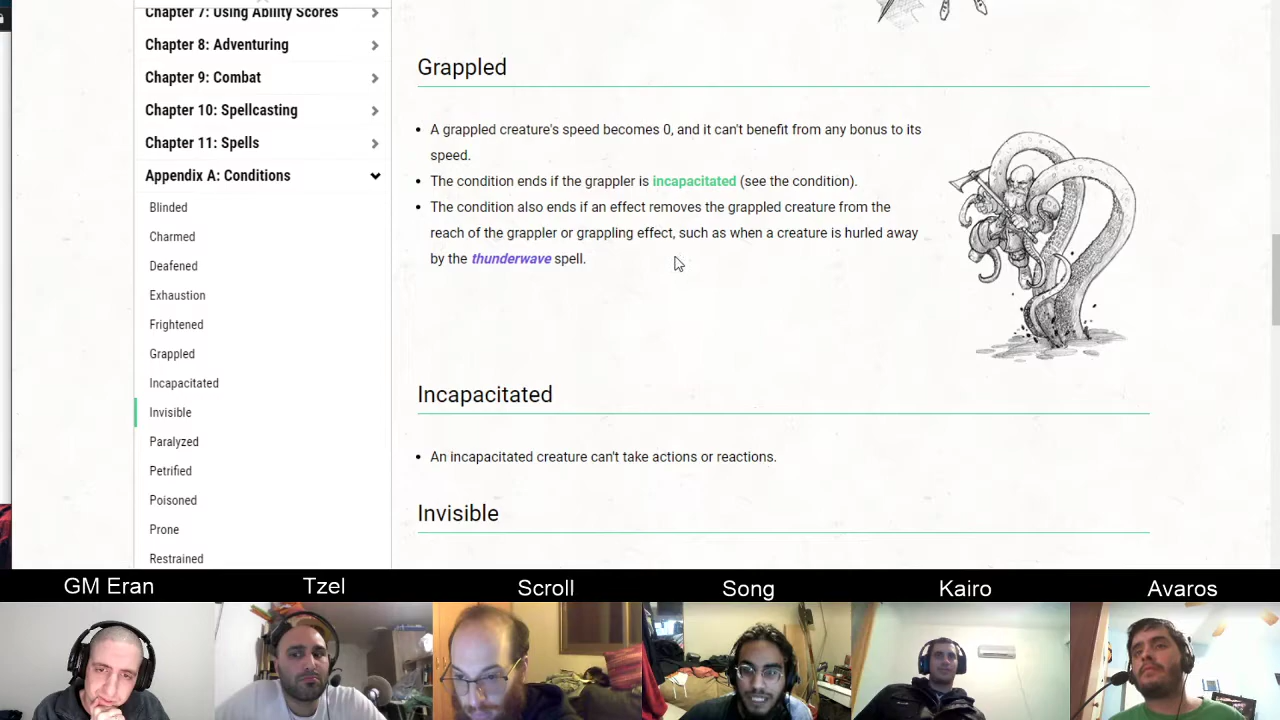 Chapter 7: Using Ability Scores
Chapter 8: Adventuring
Chapter 9: Combat
Chapter 10: Spellcasting
Chapter 11: Spells
Appendix A: Conditions
Blinded
Charmed
Deafened
Exhaustion
Frightened
Grappled
Incapacitated
Invisible
Paralyzed
Petrified
Poisoned
Prone
Restrained
Grappled
A grappled creature's speed becomes 0, and it can't benefit from any bonus to its
speed.
The condition ends if the grappler is incapacitated (see the condition).
The condition also ends if an effect removes the grappled creature from the
reach of the grappler or grappling effect, such as when a creature is hurled away
by the thunderwave spell.
Incapacitated
An incapacitated creature can't take actions or reactions.
Invisible
GM Eran
Tzel
Scroll
Song
Kairo
Avaros